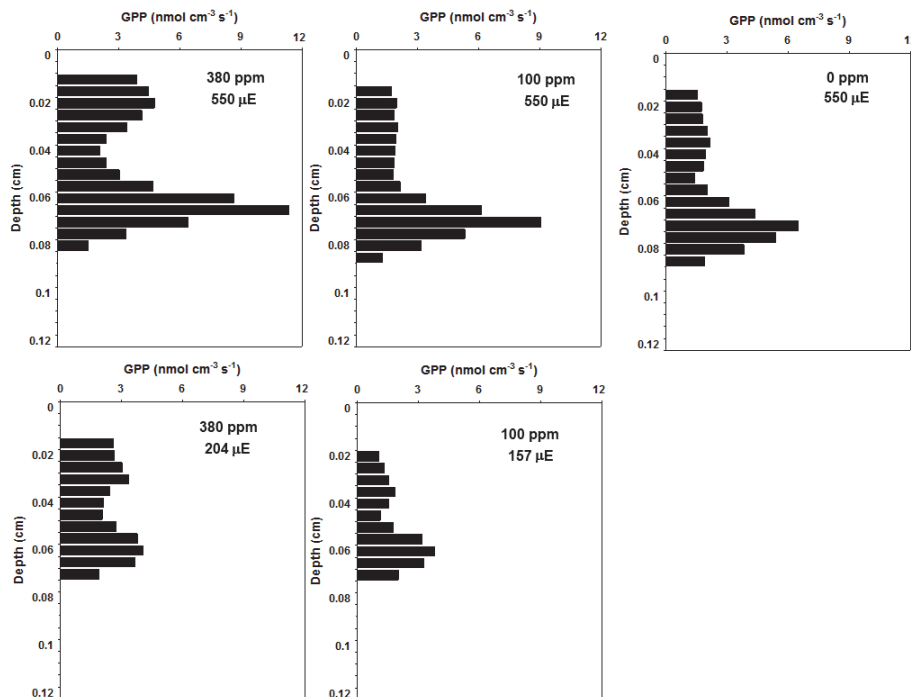 GPP (nmol cm⁻³ s⁻¹)
0 3 6 9 12
0
0.02
0.04
0.06
0.08
0.1
0.12
Depth (cm)
380 ppm
550 µE
GPP (nmol cm⁻³ s⁻¹)
0 3 6 9 12
0
0.02
0.04
0.06
0.08
0.1
0.12
Depth (cm)
100 ppm
550 µE
GPP (nmol cm⁻³ s⁻¹)
0 3 6 9 1
0
0.02
0.04
0.06
0.08
0.1
0.12
Depth (cm)
0 ppm
550 µE
GPP (nmol cm⁻³ s⁻¹)
0 3 6 9 12
0
0.02
0.04
0.06
0.08
0.1
0.12
Depth (cm)
380 ppm
204 µE
GPP (nmol cm⁻³ s⁻¹)
0 3 6 9 12
0
0.02
0.04
0.06
0.08
0.1
0.12
Depth (cm)
100 ppm
157 µE